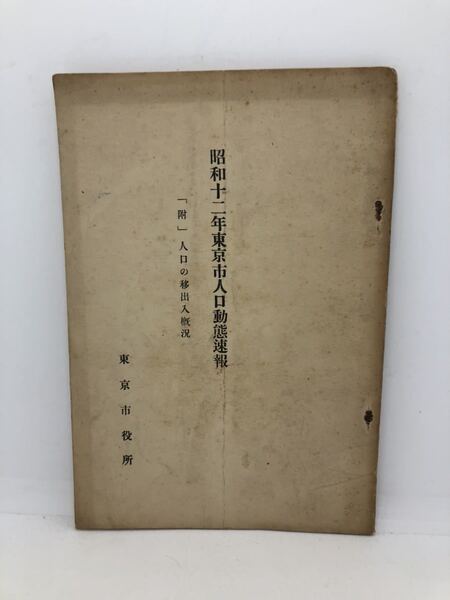 昭和十二年東京市人口動態速報
「附」人口の移出入概況
東京市役所